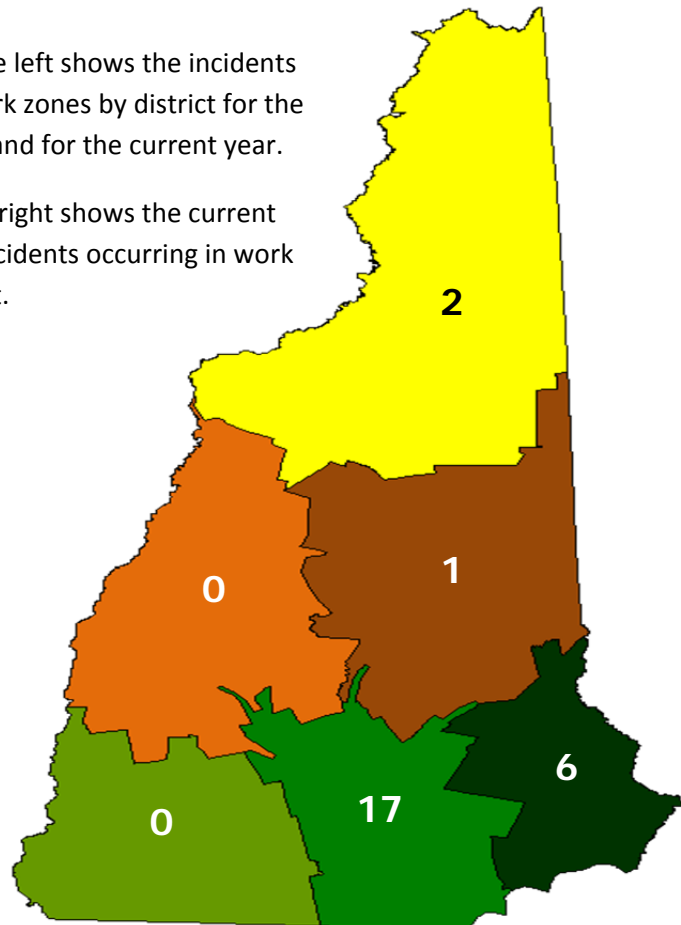 e left shows the incidents
rk zones by district for the
and for the current year.
right shows the current
cidents occurring in work
t.
2
1
0
6
17
0